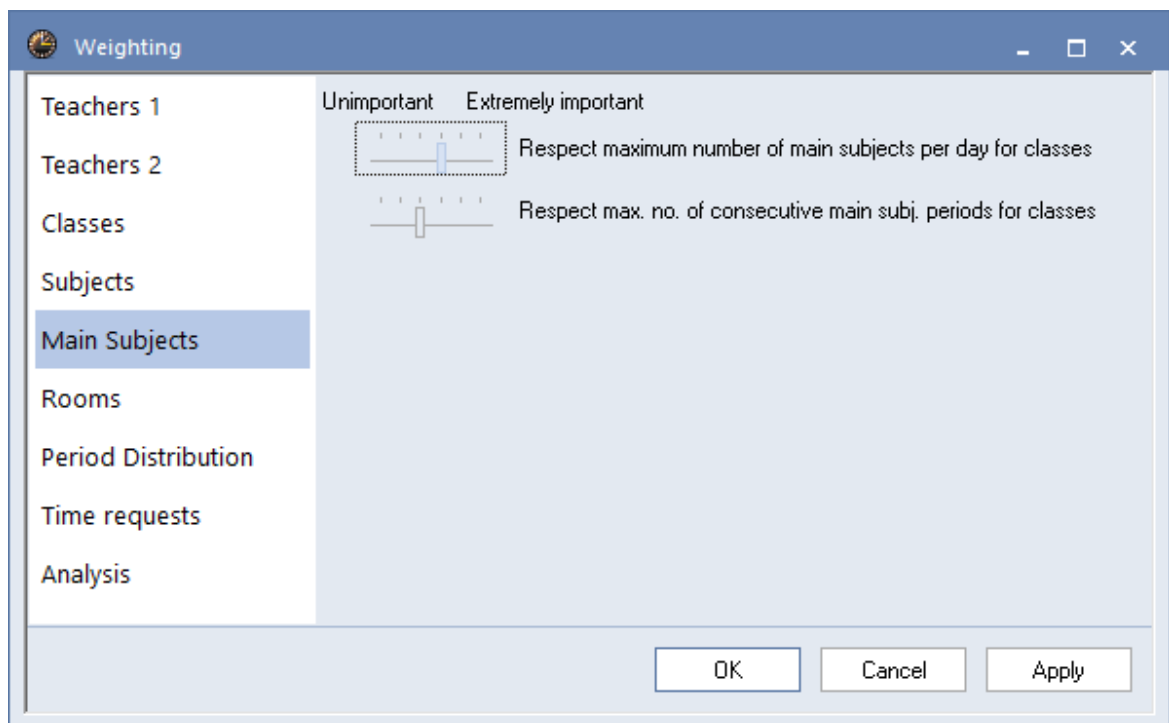 Weighting
Teachers 1
Teachers 2
Classes
Subjects
Main Subjects
Rooms
Period Distribution
Time requests
Analysis
Unimportant Extremely important
Respect maximum number of main subjects per day for classes
Respect max. no. of consecutive main subj. periods for classes
OK Cancel Apply